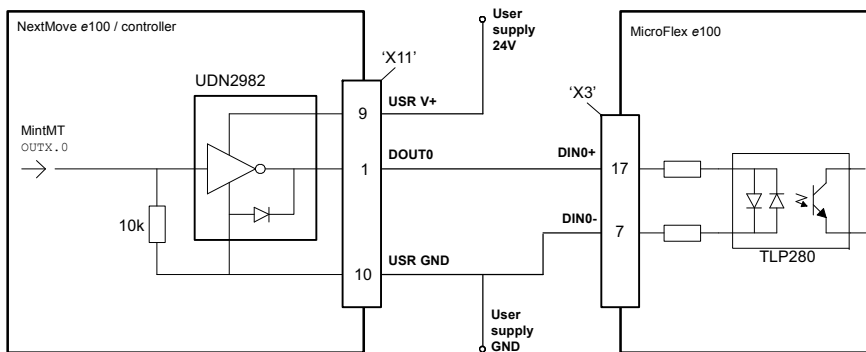 NextMove e100 / controller
UDN2982
MintMT
OUTX.0
10k
'X11'
9
1
10
USR V+
DOUT0
USR GND
User
supply
24V
User
supply
GND
MicroFlex e100
'X3'
DIN0+
DIN0-
17
7
TLP280